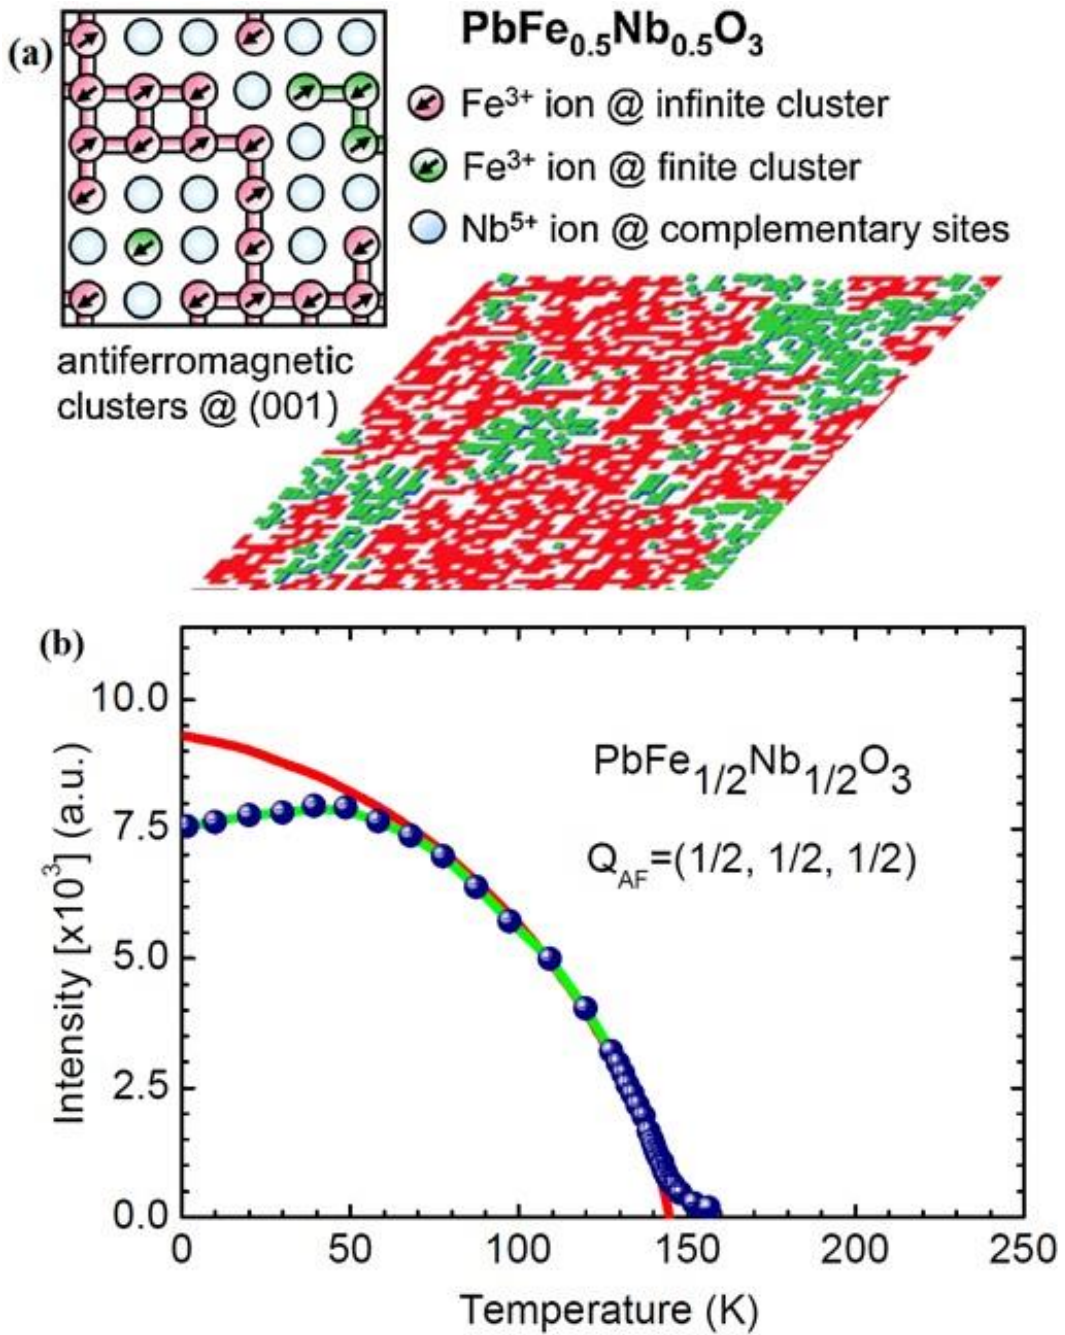 (a)
PbFe₀.₅Nb₀.₅O₃
Fe³⁺ ion @ infinite cluster
Fe³⁺ ion @ finite cluster
Nb⁵⁺ ion @ complementary sites
antiferromagnetic
clusters @ (001)
(b)
10.0
7.5
5.0
2.5
0.0
Intensity [x10³] (a.u.)
PbFe1/2Nb1/2O3
Q_AF=(1/2, 1/2, 1/2)
0 50 100 150 200 250
Temperature (K)